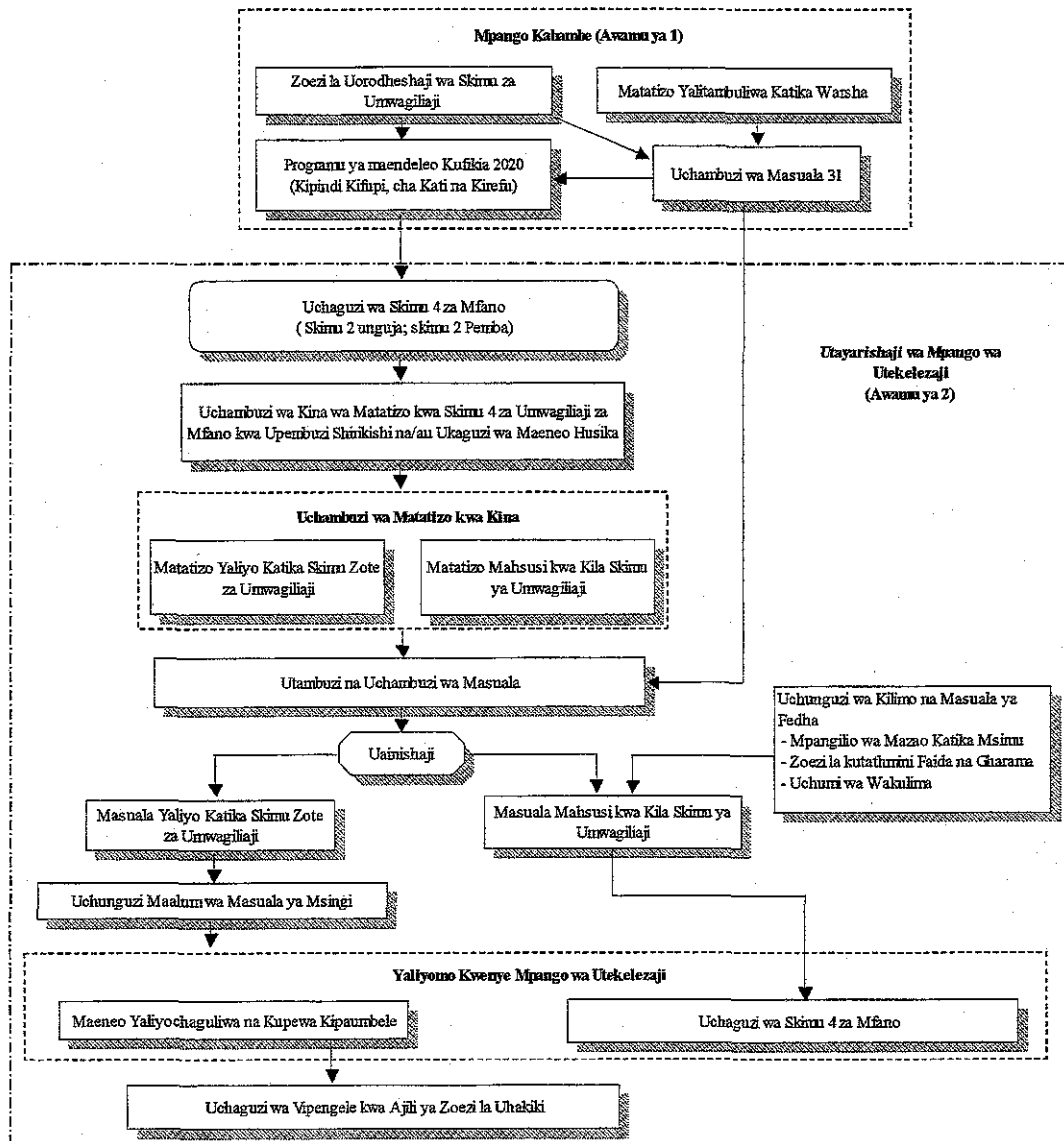 Mpango Kabambe (Awamu ya 1)
Zoezi la Uorodheshaji wa Skimu za
Umwagiliaji
Matatizo Yalitambuliwa Katika Warsha
Programu ya maendeleo Kufikia 2020
(Kipindi Kifupi, cha Kati na Kirefu)
Uchambuzi wa Masuala 31
Uchaguzi wa Skimu 4 za Mfano
( Skimu 2 unguja; skimu 2 Pemba)
Utayarishaji wa Mpango wa
Utekelezaji
(Awamu ya 2)
Uchambuzi wa Kina wa Matatizo kwa Skimu 4 za Umwagiliaji za
Mfano kwa Upembuzi Shirikishi na/au Ukaguzi wa Maeneo Husika
Uchambuzi wa Matatizo kwa Kina
Matatizo Yaliyo Katika Skimu Zote
za Umwagiliaji
Matatizo Mahsusi kwa Kila Skimu
ya Umwagiliaji
Utambuzi na Uchambuzi wa Masuala
Uchunguzi wa Kilimo na Masuala ya
Fedha
- Mpangilio wa Mazao Katika Msimu
- Zoezi la kutathmini Faida na Gharama
- Uchumi wa Wakulima
Uainishaji
Masuala Yaliyo Katika Skimu Zote
za Umwagiliaji
Masuala Mahsusi kwa Kila Skimu ya
Umwagiliaji
Uchunguzi Maalum wa Masuala ya Msingi
Yaliyomo Kwenye Mpango wa Utekelezaji
Maeneo Yaliyochaguliwa na Kupewa Kipaumbele
Uchaguzi wa Skimu 4 za Mfano
Uchaguzi wa Vipengele kwa Ajili ya Zoezi la Uhakiki